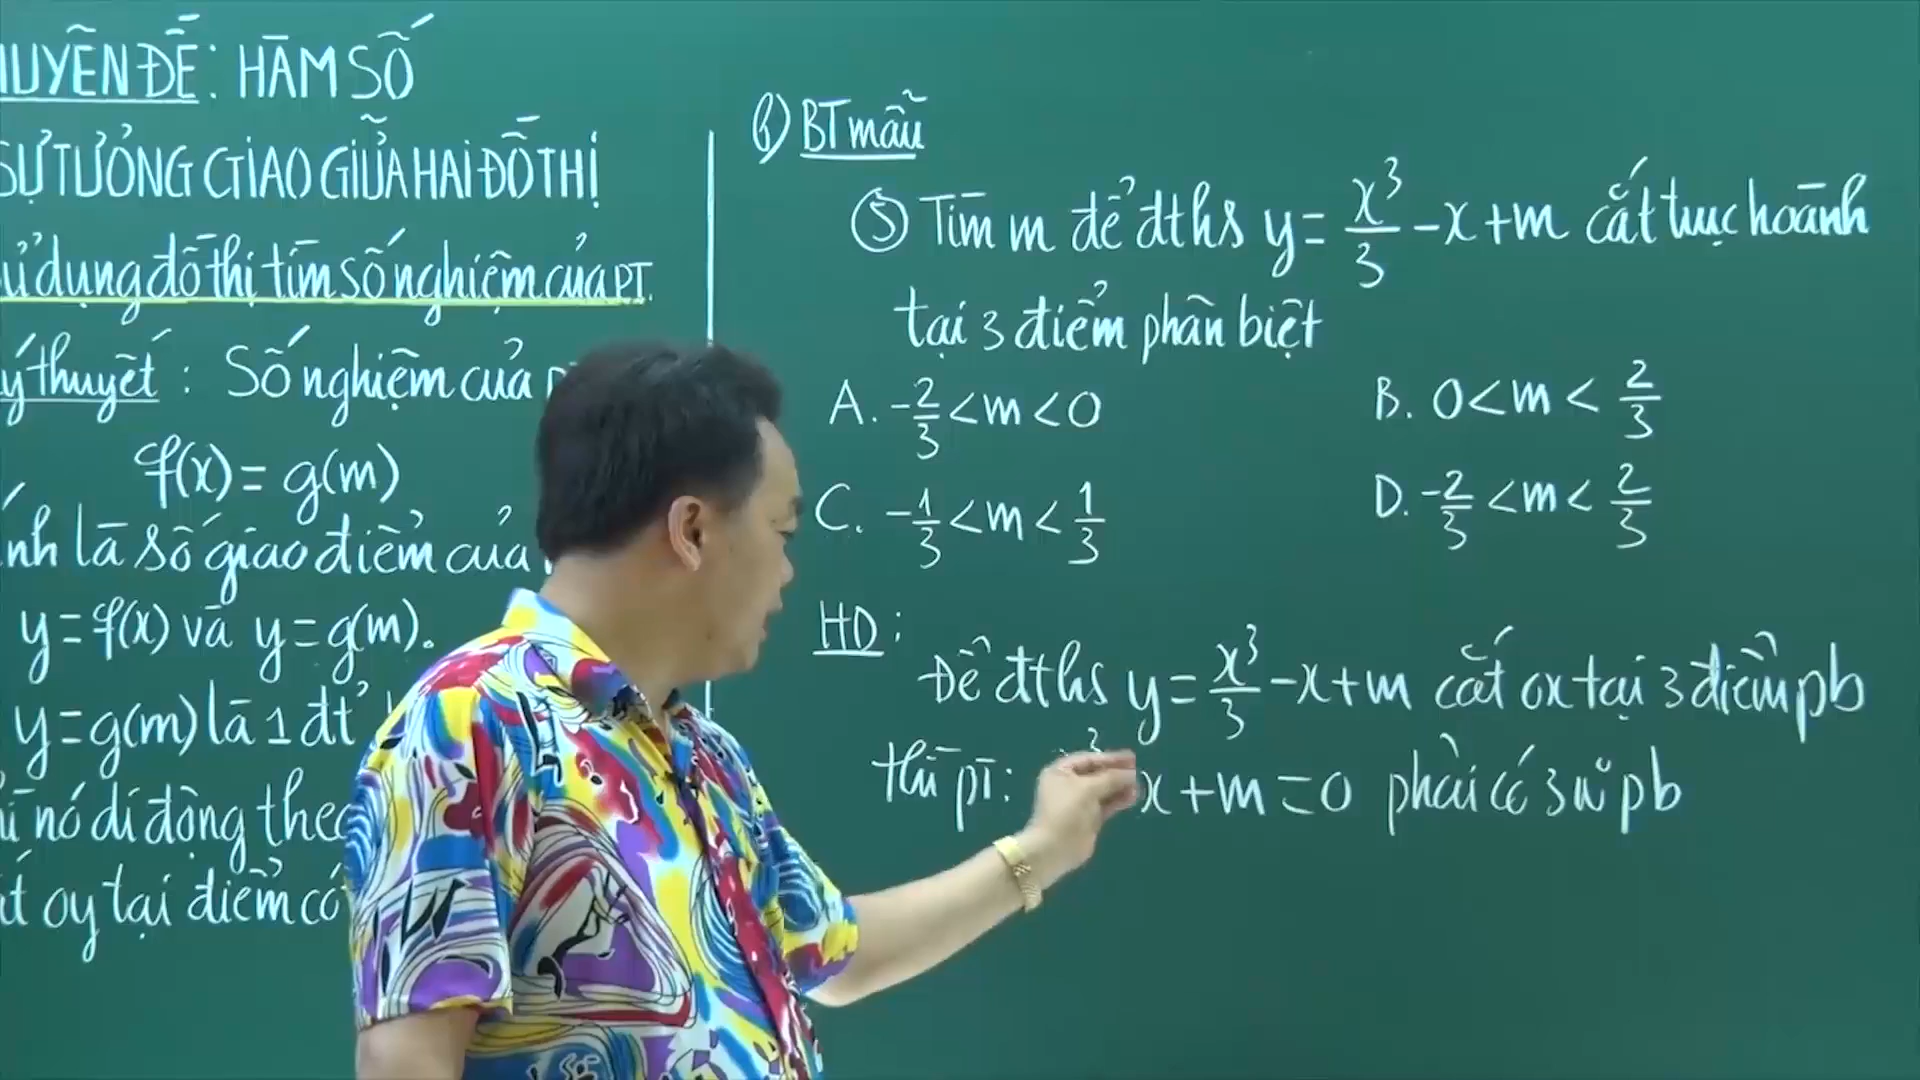 HUYÊN ĐỀ: HÀM SỐ
SỰ TƯƠNG GIAO GIỮA HAI ĐỒ THỊ
Sử dụng đồ thị tìm số nghiệm của PT.
ý thuyết: Số nghiệm của
f(x) = g(m)
nh là số giao điểm của
y = f(x) và y = g(m).
y = g(m) là 1 đt
nó di động theo
t oy tại điểm có
b) BT mẫu
⑤ Tìm m để đths y = x³/3 - x + m cắt trục hoành
tại 3 điểm phân biệt
A. -2/3 < m < 0
B. 0 < m < 2/3
C. -1/3 < m < 1/3
D. -2/3 < m < 2/3
HD:
Để đths y = x³/3 - x + m cắt ox tại 3 điểm pb
thì pt: x + m = 0 phải có 3 n⁰ pb